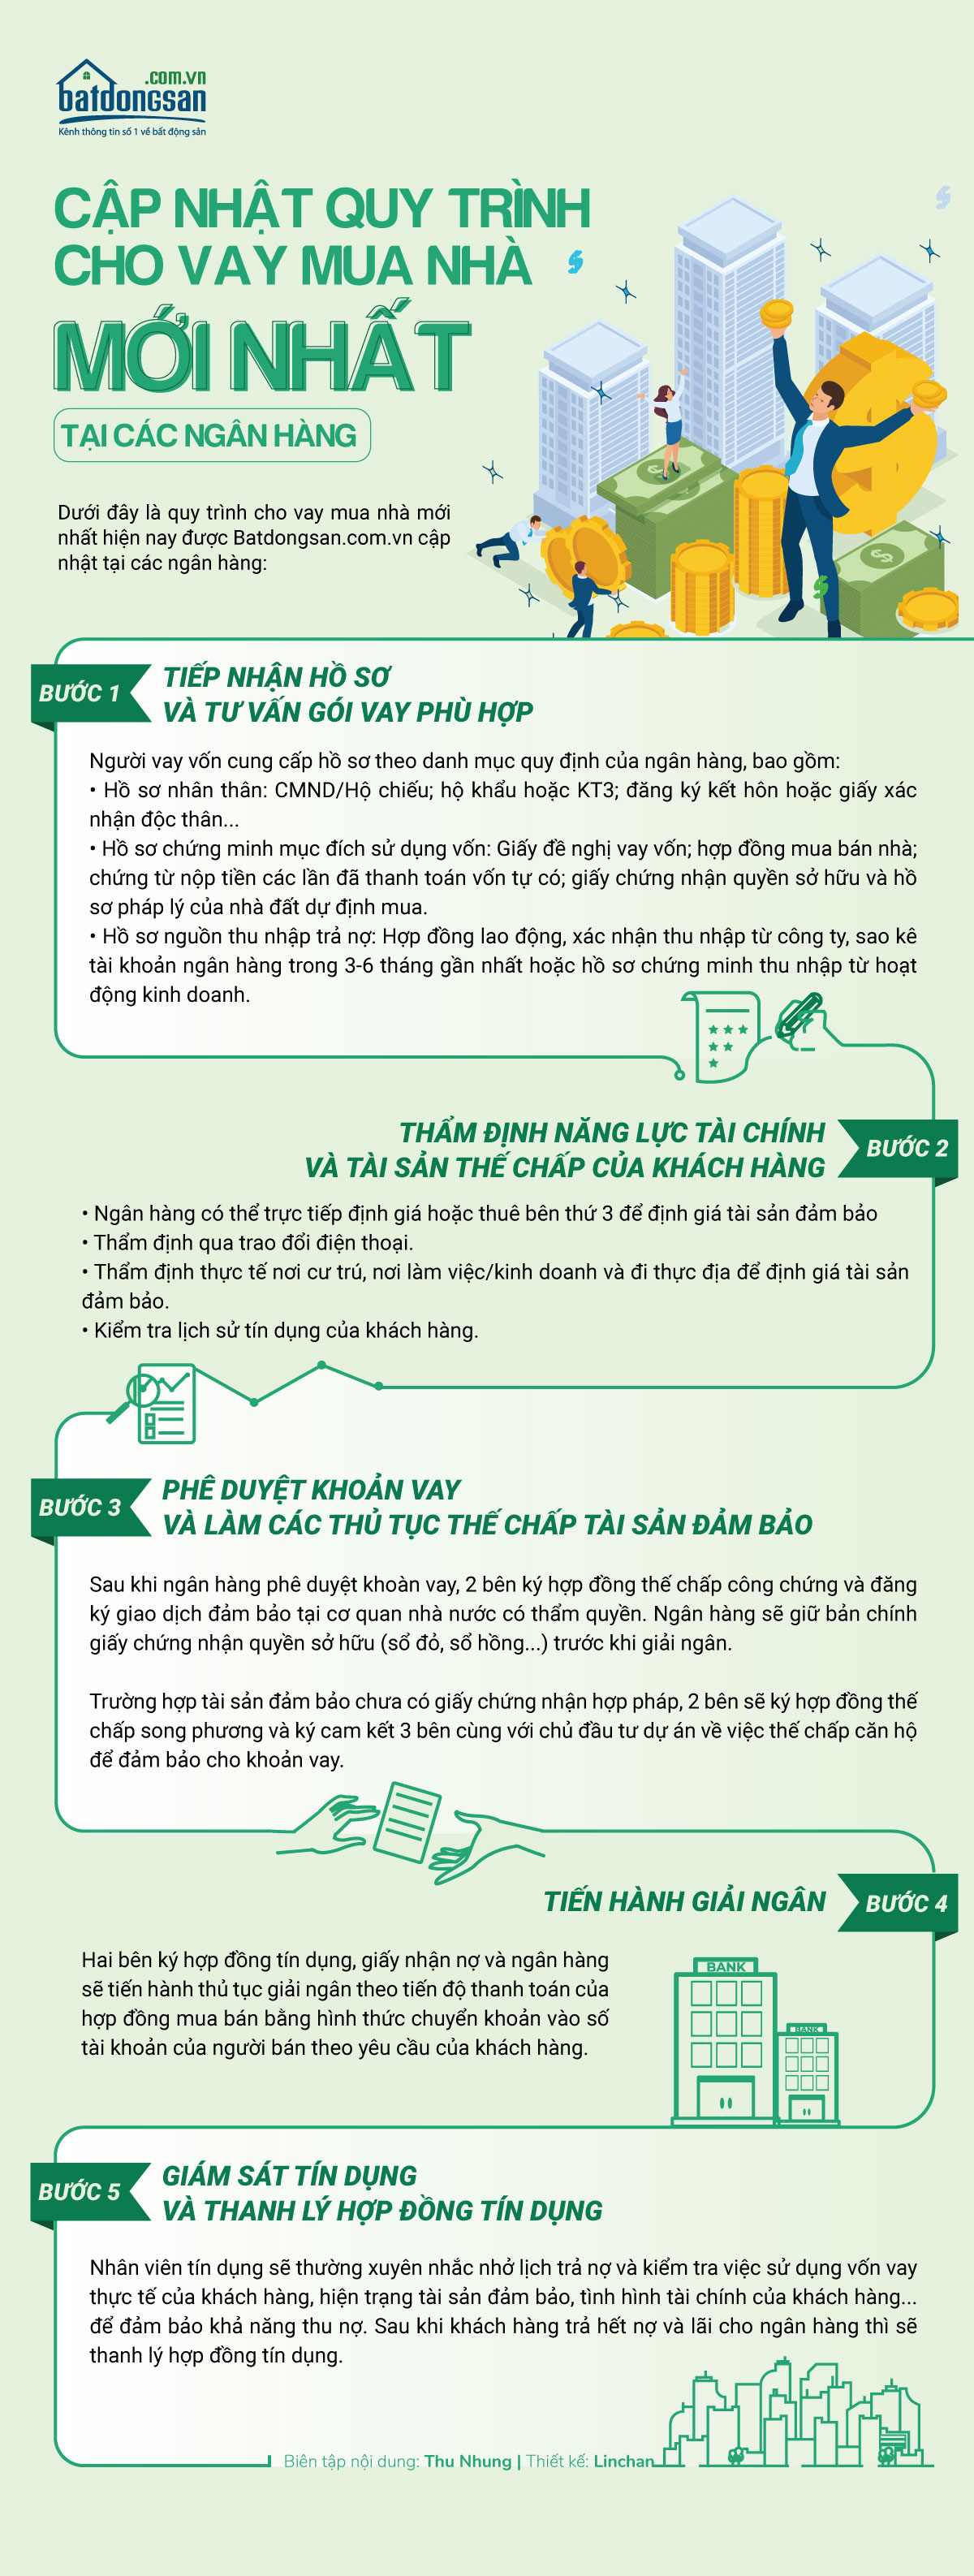 .com.vn
batdongsan
Kênh thông tin số 1 về bất động sản
CẬP NHẬT QUY TRÌNH
CHO VAY MUA NHÀ
MỚI NHẤT
TẠI CÁC NGÂN HÀNG
Dưới đây là quy trình cho vay mua nhà mới
nhất hiện nay được Batdongsan.com.vn cập
nhật tại các ngân hàng:
BƯỚC 1
TIẾP NHẬN HỒ SƠ
VÀ TƯ VẤN GÓI VAY PHÙ HỢP
Người vay vốn cung cấp hồ sơ theo danh mục quy định của ngân hàng, bao gồm:
• Hồ sơ nhân thân: CMND/Hộ chiếu; hộ khẩu hoặc KT3; đăng ký kết hôn hoặc giấy xác
nhận độc thân...
• Hồ sơ chứng minh mục đích sử dụng vốn: Giấy đề nghị vay vốn; hợp đồng mua bán nhà;
chứng từ nộp tiền các lần đã thanh toán vốn tự có; giấy chứng nhận quyền sở hữu và hồ
sơ pháp lý của nhà đất dự định mua.
• Hồ sơ nguồn thu nhập trả nợ: Hợp đồng lao động, xác nhận thu nhập từ công ty, sao kê
tài khoản ngân hàng trong 3-6 tháng gần nhất hoặc hồ sơ chứng minh thu nhập từ hoạt
động kinh doanh.
THẨM ĐỊNH NĂNG LỰC TÀI CHÍNH
VÀ TÀI SẢN THẾ CHẤP CỦA KHÁCH HÀNG
BƯỚC 2
• Ngân hàng có thể trực tiếp định giá hoặc thuê bên thứ 3 để định giá tài sản đảm bảo
• Thẩm định qua trao đổi điện thoại.
• Thẩm định thực tế nơi cư trú, nơi làm việc/kinh doanh và đi thực địa để định giá tài sản
đảm bảo.
• Kiểm tra lịch sử tín dụng của khách hàng.
BƯỚC 3
PHÊ DUYỆT KHOẢN VAY
VÀ LÀM CÁC THỦ TỤC THẾ CHẤP TÀI SẢN ĐẢM BẢO
Sau khi ngân hàng phê duyệt khoàn vay, 2 bên ký hợp đồng thế chấp công chứng và đăng
ký giao dịch đảm bảo tại cơ quan nhà nước có thẩm quyền. Ngân hàng sẽ giữ bản chính
giấy chứng nhận quyền sở hữu (sổ đỏ, sổ hồng...) trước khi giải ngân.
Trường hợp tài sản đảm bảo chưa có giấy chứng nhận hợp pháp, 2 bên sẽ ký hợp đồng thế
chấp song phương và ký cam kết 3 bên cùng với chủ đầu tư dự án về việc thế chấp căn hộ
để đảm bảo cho khoản vay.
TIẾN HÀNH GIẢI NGÂN
BƯỚC 4
Hai bên ký hợp đồng tín dụng, giấy nhận nợ và ngân hàng
sẽ tiến hành thủ tục giải ngân theo tiến độ thanh toán của
hợp đồng mua bán bằng hình thức chuyển khoản vào số
tài khoản của người bán theo yêu cầu của khách hàng.
BANK
BANK
BƯỚC 5
GIÁM SÁT TÍN DỤNG
VÀ THANH LÝ HỢP ĐỒNG TÍN DỤNG
Nhân viên tín dụng sẽ thường xuyên nhắc nhở lịch trả nợ và kiểm tra việc sử dụng vốn vay
thực tế của khách hàng, hiện trạng tài sản đảm bảo, tình hình tài chính của khách hàng...
để đảm bảo khả năng thu nợ. Sau khi khách hàng trả hết nợ và lãi cho ngân hàng thì sẽ
thanh lý hợp đồng tín dụng.
Biên tập nội dung: Thu Nhung | Thiết kế: Linchan